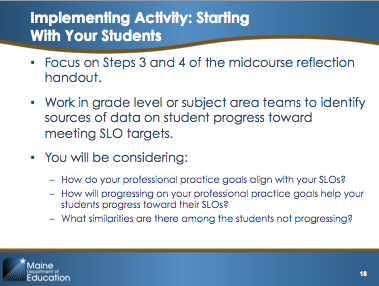 Implementing Activity: Starting
With Your Students
• Focus on Steps 3 and 4 of the midcourse reflection
handout.
• Work in grade level or subject area teams to identify
sources of data on student progress toward
meeting SLO targets.
• You will be considering:
– How do your professional practice goals align with your SLOs?
– How will progressing on your professional practice goals help your
students progress toward their SLOs?
– What similarities are there among the students not progressing?
18
Maine
Department of
Education